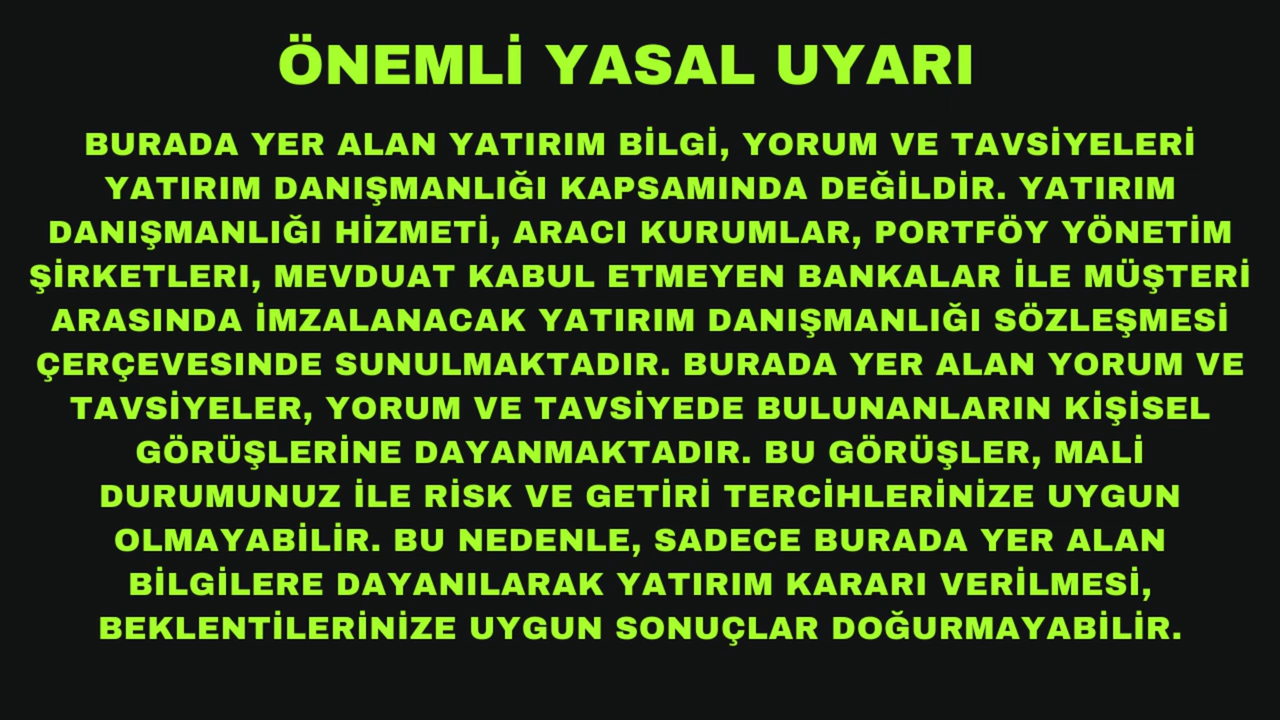 ÖNEMLİ YASAL UYARI
BURADA YER ALAN YATIRIM BİLGİ, YORUM VE TAVSİYELERİ
YATIRIM DANIŞMANLIĞI KAPSAMINDA DEĞİLDİR. YATIRIM
DANIŞMANLIĞI HİZMETİ, ARACI KURUMLAR, PORTFÖY YÖNETİM
ŞİRKETLERI, MEVDUAT KABUL ETMEYEN BANKALAR İLE MÜŞTERİ
ARASINDA İMZALANACAK YATIRIM DANIŞMANLIĞI SÖZLEŞMESİ
ÇERÇEVESINDE SUNULMAKTADIR. BURADA YER ALAN YORUM VE
TAVSİYELER, YORUM VE TAVSİYEDE BULUNANLARIN KİŞİSEL
GÖRÜŞLERİNE DAYANMAKTADIR. BU GÖRÜŞLER, MALİ
DURUMUNUZ İLE RİSK VE GETİRİ TERCİHLERİNİZE UYGUN
OLMAYABİLİR. BU NEDENLE, SADECE BURADA YER ALAN
BİLGİLERE DAYANILARAK YATIRIM KARARI VERİLMESİ,
BEKLENTİLERİNİZE UYGUN SONUÇLAR DOĞURMAYABİLİR.